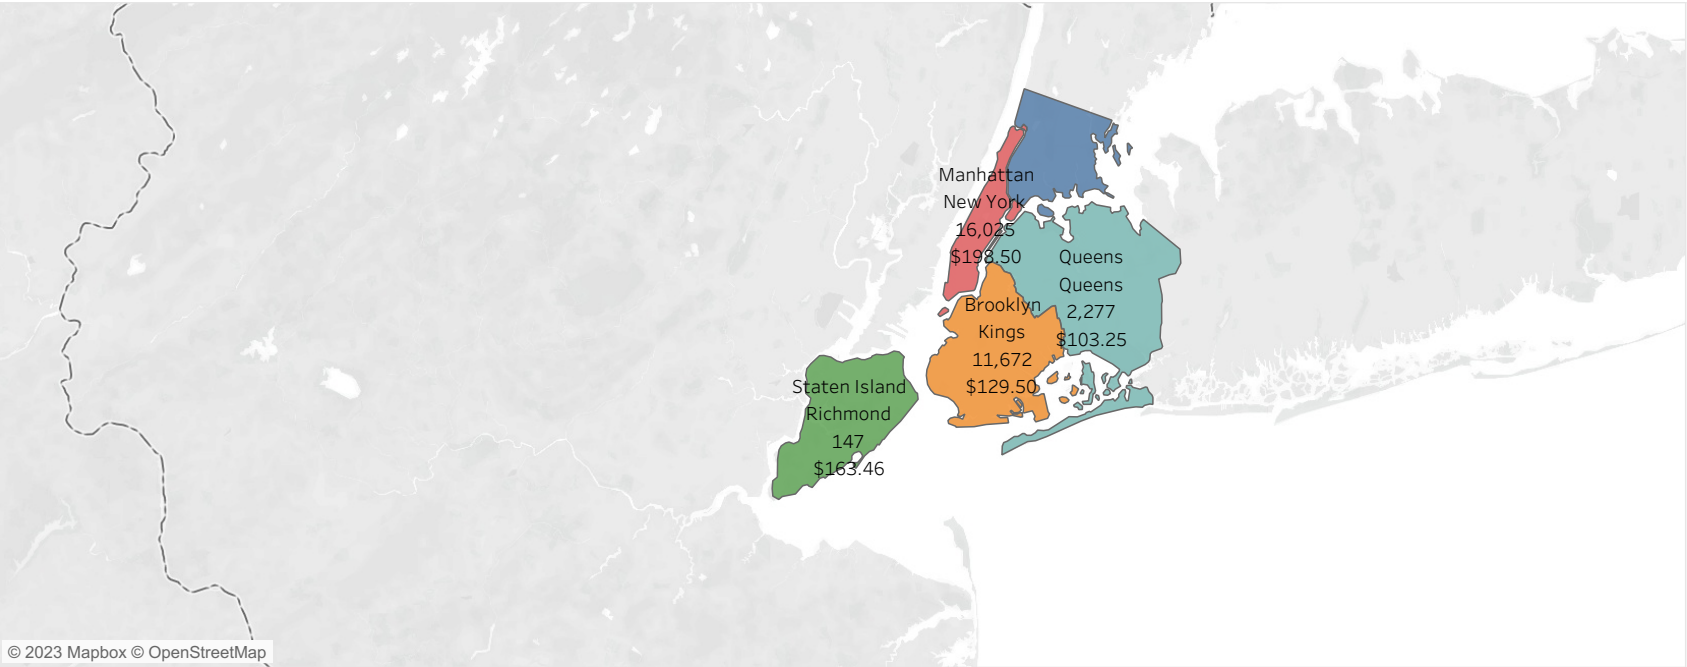 Manhattan
New York
16,025
$198.50
Queens
Queens
2,277
$103.25
Brooklyn
Kings
11,672
$129.50
Staten Island
Richmond
147
$163.46
© 2023 Mapbox © OpenStreetMap